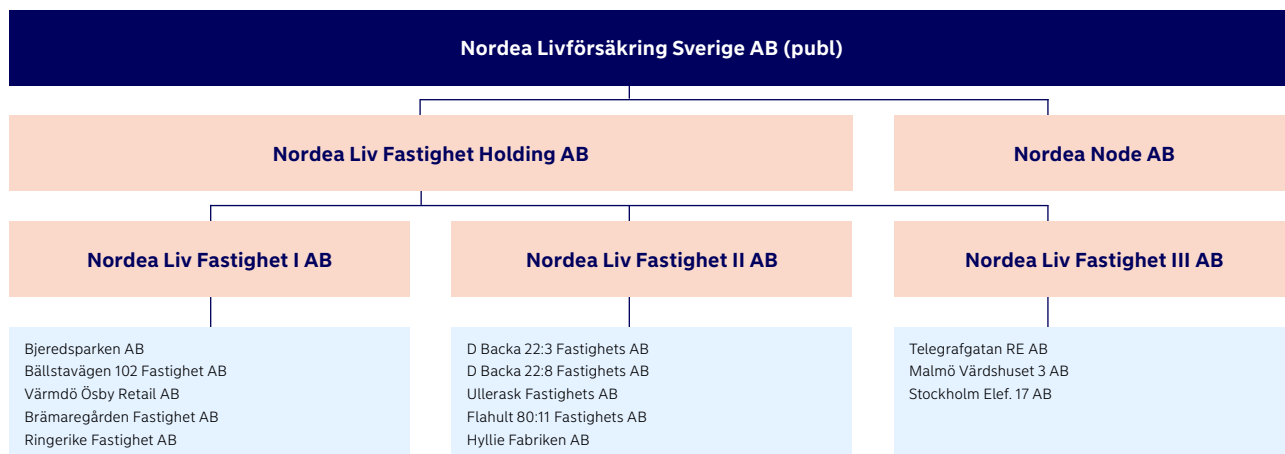 Nordea Livförsäkring Sverige AB (publ)
Nordea Liv Fastighet Holding AB
Nordea Node AB
Nordea Liv Fastighet I AB
Nordea Liv Fastighet II AB
Nordea Liv Fastighet III AB
Bjeredsparken AB
Bällstavägen 102 Fastighet AB
Värmdö Ösby Retail AB
Brämaregården Fastighet AB
Ringerike Fastighet AB
D Backa 22:3 Fastighets AB
D Backa 22:8 Fastighets AB
Ullerask Fastighets AB
Flahult 80:11 Fastighets AB
Hyllie Fabriken AB
Telegrafgatan RE AB
Malmö Värdshuset 3 AB
Stockholm Elef. 17 AB